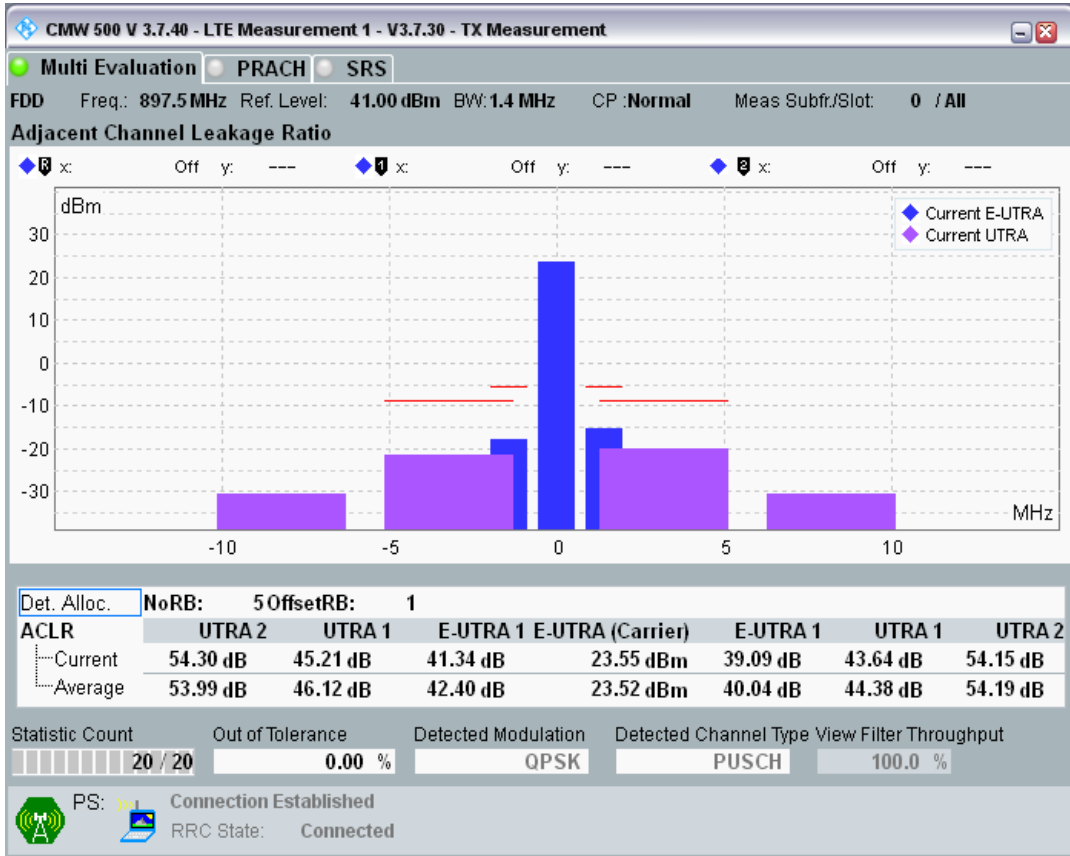 CMW 500 V 3.7.40 - LTE Measurement 1 - V3.7.30 - TX Measurement
Multi Evaluation PRACH SRS
FDD Freq.: 897.5 MHz Ref. Level: 41.00 dBm BW: 1.4 MHz CP :Normal Meas Subfr./Slot: 0 / All
Adjacent Channel Leakage Ratio
R x: Off y: --- 1 x: Off y: --- 2 x: Off y: ---
dBm
Current E-UTRA
Current UTRA
30
20
10
0
-10
-20
-30
MHz
-10 -5 0 5 10
Det. Alloc. NoRB: 5 OffsetRB: 1
ACLR UTRA 2 UTRA 1 E-UTRA 1 E-UTRA (Carrier) E-UTRA 1 UTRA 1 UTRA 2
Current 54.30 dB 45.21 dB 41.34 dB 23.55 dBm 39.09 dB 43.64 dB 54.15 dB
Average 53.99 dB 46.12 dB 42.40 dB 23.52 dBm 40.04 dB 44.38 dB 54.19 dB
Statistic Count Out of Tolerance Detected Modulation Detected Channel Type View Filter Throughput
20 / 20 0.00 % QPSK PUSCH 100.0 %
PS: Connection Established
RRC State: Connected